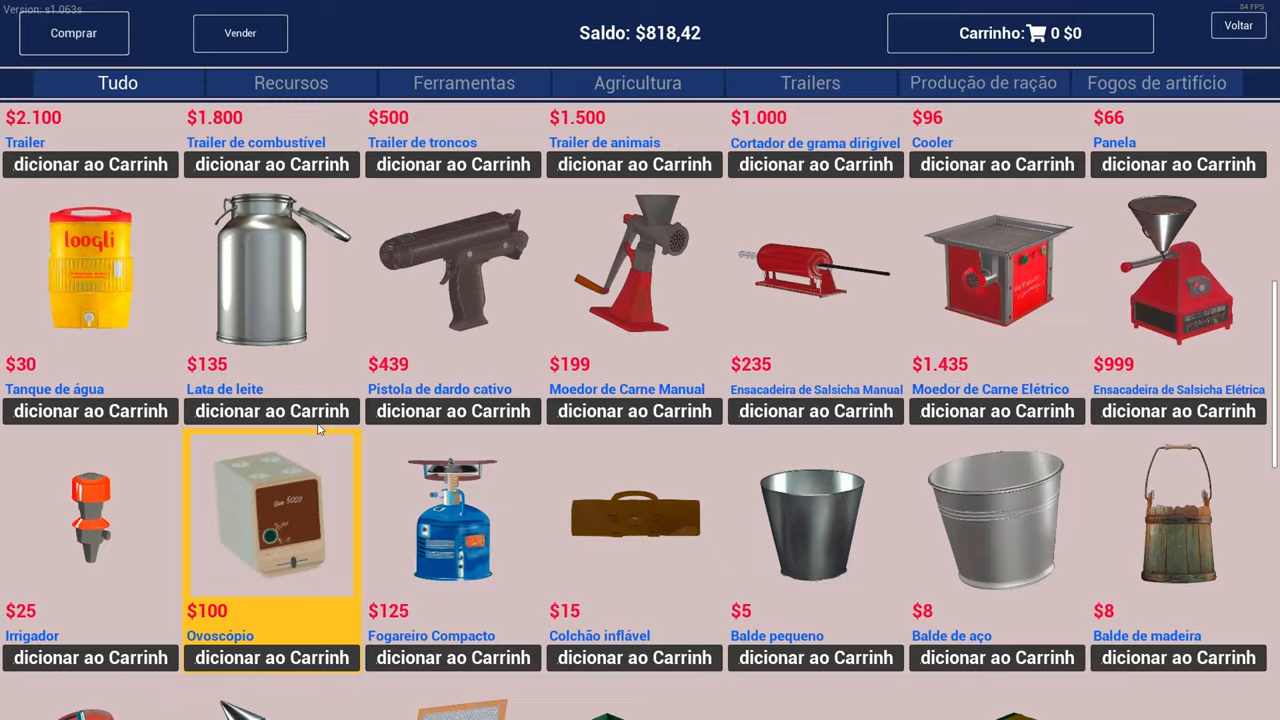 Version: s1.063s
84 FPS
Comprar
Vender
Saldo: $818,42
Carrinho: 0 $0
Voltar
Tudo
Recursos
Ferramentas
Agricultura
Trailers
Produção de ração
Fogos de artifício
$2.100
$1.800
$500
$1.500
$1.000
$96
$66
Trailer
Trailer de combustível
Trailer de troncos
Trailer de animais
Cortador de grama dirigível
Cooler
Panela
dicionar ao Carrinh
dicionar ao Carrinh
dicionar ao Carrinh
dicionar ao Carrinh
dicionar ao Carrinh
dicionar ao Carrinh
dicionar ao Carrinh
looqli
$30
$135
$439
$199
$235
$1.435
$999
Tanque de água
Lata de leite
Pistola de dardo cativo
Moedor de Carne Manual
Ensacadeira de Salsicha Manual
Moedor de Carne Elétrico
Ensacadeira de Salsicha Elétrica
dicionar ao Carrinh
dicionar ao Carrinh
dicionar ao Carrinh
dicionar ao Carrinh
dicionar ao Carrinh
dicionar ao Carrinh
dicionar ao Carrinh
$25
$100
$125
$15
$5
$8
$8
Irrigador
Ovoscópio
Fogareiro Compacto
Colchão inflável
Balde pequeno
Balde de aço
Balde de madeira
dicionar ao Carrinh
dicionar ao Carrinh
dicionar ao Carrinh
dicionar ao Carrinh
dicionar ao Carrinh
dicionar ao Carrinh
dicionar ao Carrinh